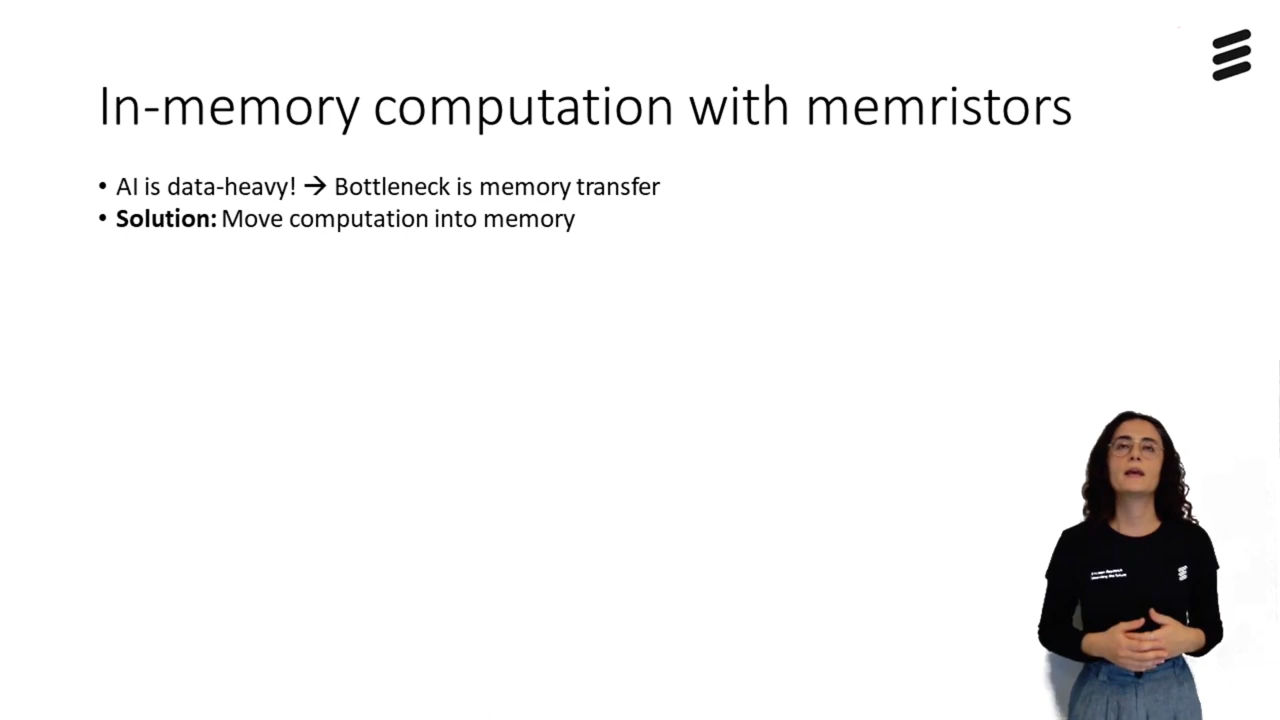 In-memory computation with memristors
• AI is data-heavy! → Bottleneck is memory transfer
• Solution: Move computation into memory